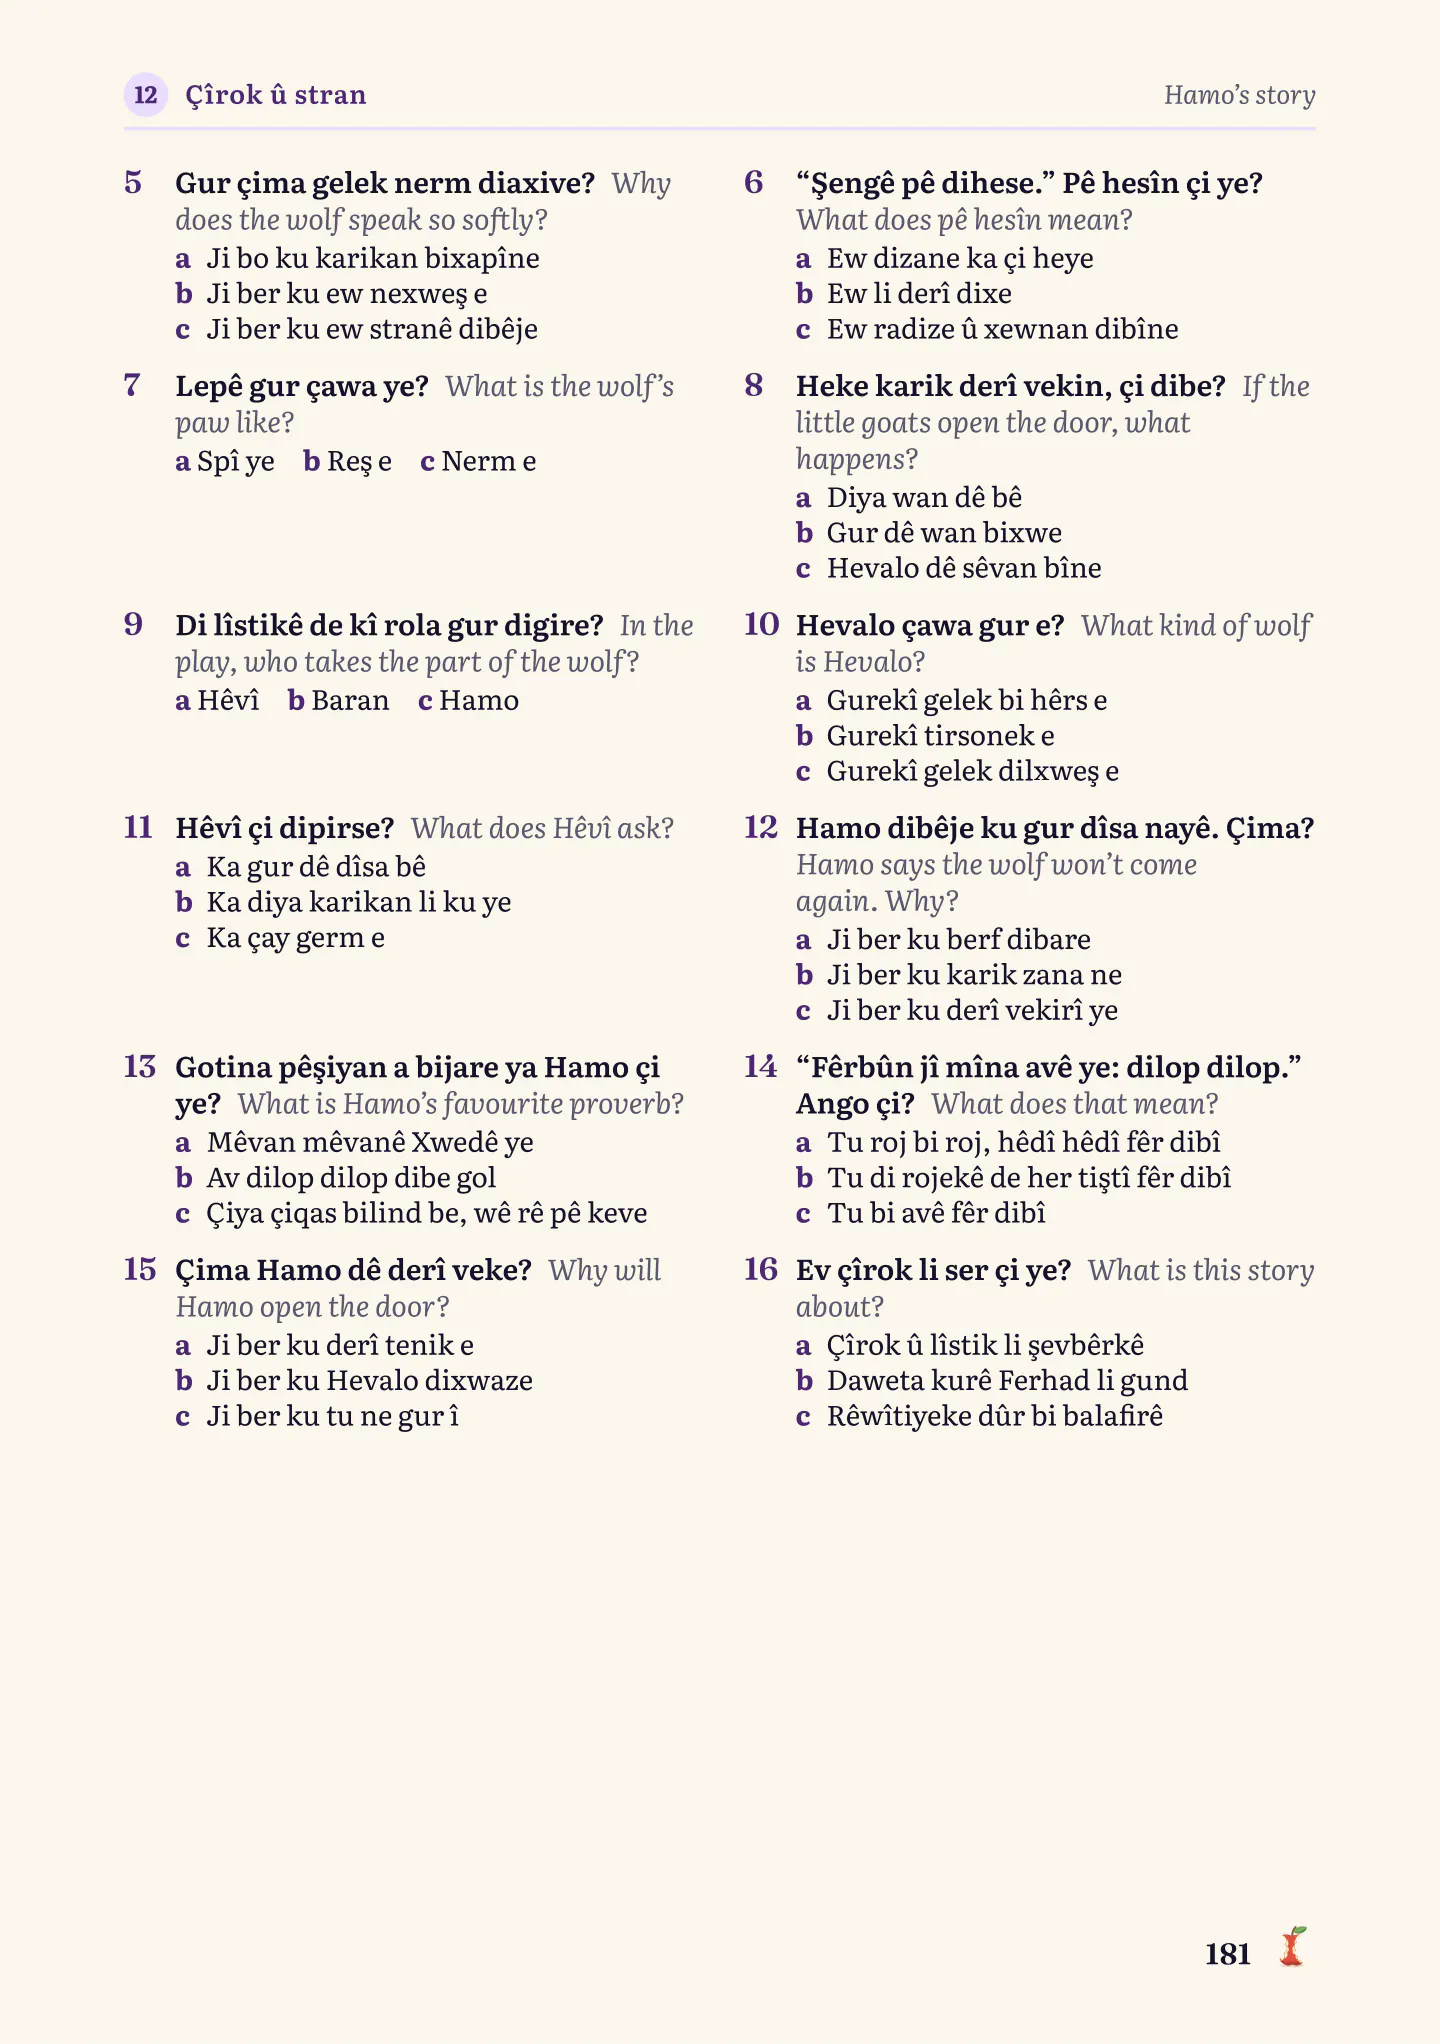 12 Çîrok û stran
Hamo’s story
5 Gur çima gelek nerm diaxive? Why
does the wolf speak so softly?
a Ji bo ku karikan bixapîne
b Ji ber ku ew nexweş e
c Ji ber ku ew stranê dibêje
6 “Şengê pê dihese.” Pê hesîn çi ye?
What does pê hesîn mean?
a Ew dizane ka çi heye
b Ew li derî dixe
c Ew radize û xewnan dibîne
7 Lepê gur çawa ye? What is the wolf’s
paw like?
a Spî ye b Reş e c Nerm e
8 Heke karik derî vekin, çi dibe? If the
little goats open the door, what
happens?
a Diya wan dê bê
b Gur dê wan bixwe
c Hevalo dê sêvan bîne
9 Di lîstikê de kî rola gur digire? In the
play, who takes the part of the wolf?
a Hêvî b Baran c Hamo
10 Hevalo çawa gur e? What kind of wolf
is Hevalo?
a Gurekî gelek bi hêrs e
b Gurekî tirsonek e
c Gurekî gelek dilxweş e
11 Hêvî çi dipirse? What does Hêvî ask?
a Ka gur dê dîsa bê
b Ka diya karikan li ku ye
c Ka çay germ e
12 Hamo dibêje ku gur dîsa nayê. Çima?
Hamo says the wolf won’t come
again. Why?
a Ji ber ku berf dibare
b Ji ber ku karik zana ne
c Ji ber ku derî vekirî ye
13 Gotina pêşiyan a bijare ya Hamo çi
ye? What is Hamo’s favourite proverb?
a Mêvan mêvanê Xwedê ye
b Av dilop dilop dibe gol
c Çiya çiqas bilind be, wê rê pê keve
14 “Fêrbûn jî mîna avê ye: dilop dilop.”
Ango çi? What does that mean?
a Tu roj bi roj, hêdî hêdî fêr dibî
b Tu di rojekê de her tiştî fêr dibî
c Tu bi avê fêr dibî
15 Çima Hamo dê derî veke? Why will
Hamo open the door?
a Ji ber ku derî tenik e
b Ji ber ku Hevalo dixwaze
c Ji ber ku tu ne gur î
16 Ev çîrok li ser çi ye? What is this story
about?
a Çîrok û lîstik li şevbêrkê
b Daweta kurê Ferhad li gund
c Rêwîtiyeke dûr bi balafirê
181